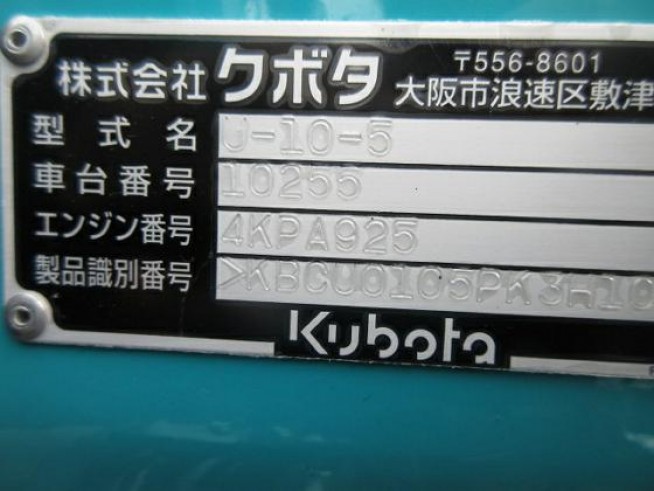 株式会社クボタ 〒556-8601
大阪市浪速区敷津
型式名 U-10-5
車台番号 10255
エンジン番号 4KPA925
製品識別番号 >KBCU0105PK3H10
Kubota